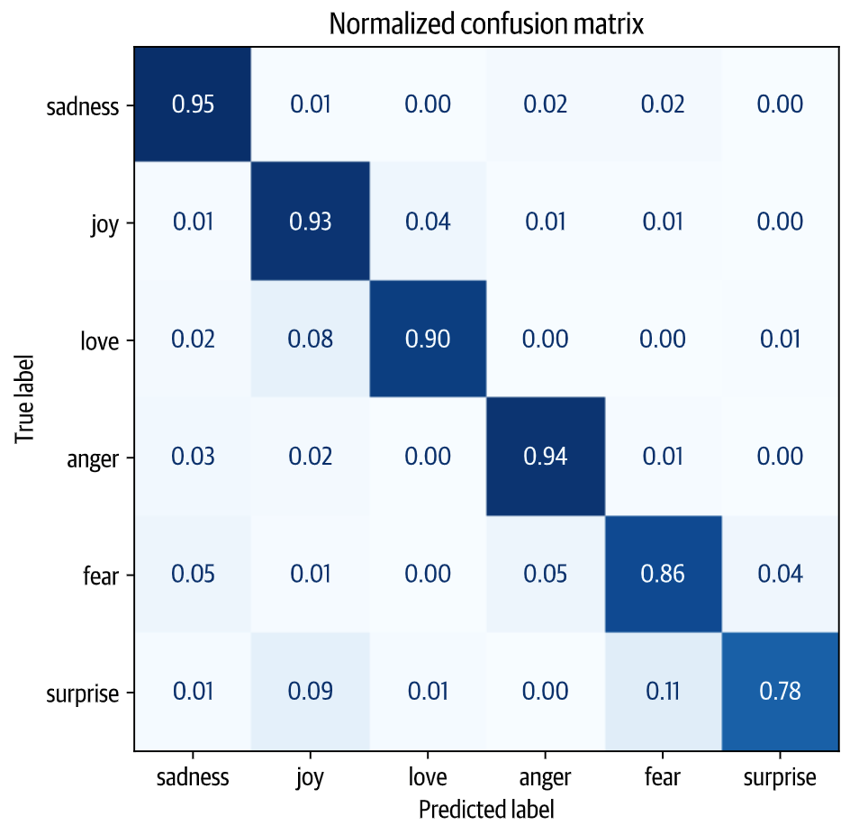 Normalized confusion matrix
sadness 0.95 0.01 0.00 0.02 0.02 0.00
joy 0.01 0.93 0.04 0.01 0.01 0.00
love 0.02 0.08 0.90 0.00 0.00 0.01
True label
anger 0.03 0.02 0.00 0.94 0.01 0.00
fear 0.05 0.01 0.00 0.05 0.86 0.04
surprise 0.01 0.09 0.01 0.00 0.11 0.78
sadness joy love anger fear surprise
Predicted label